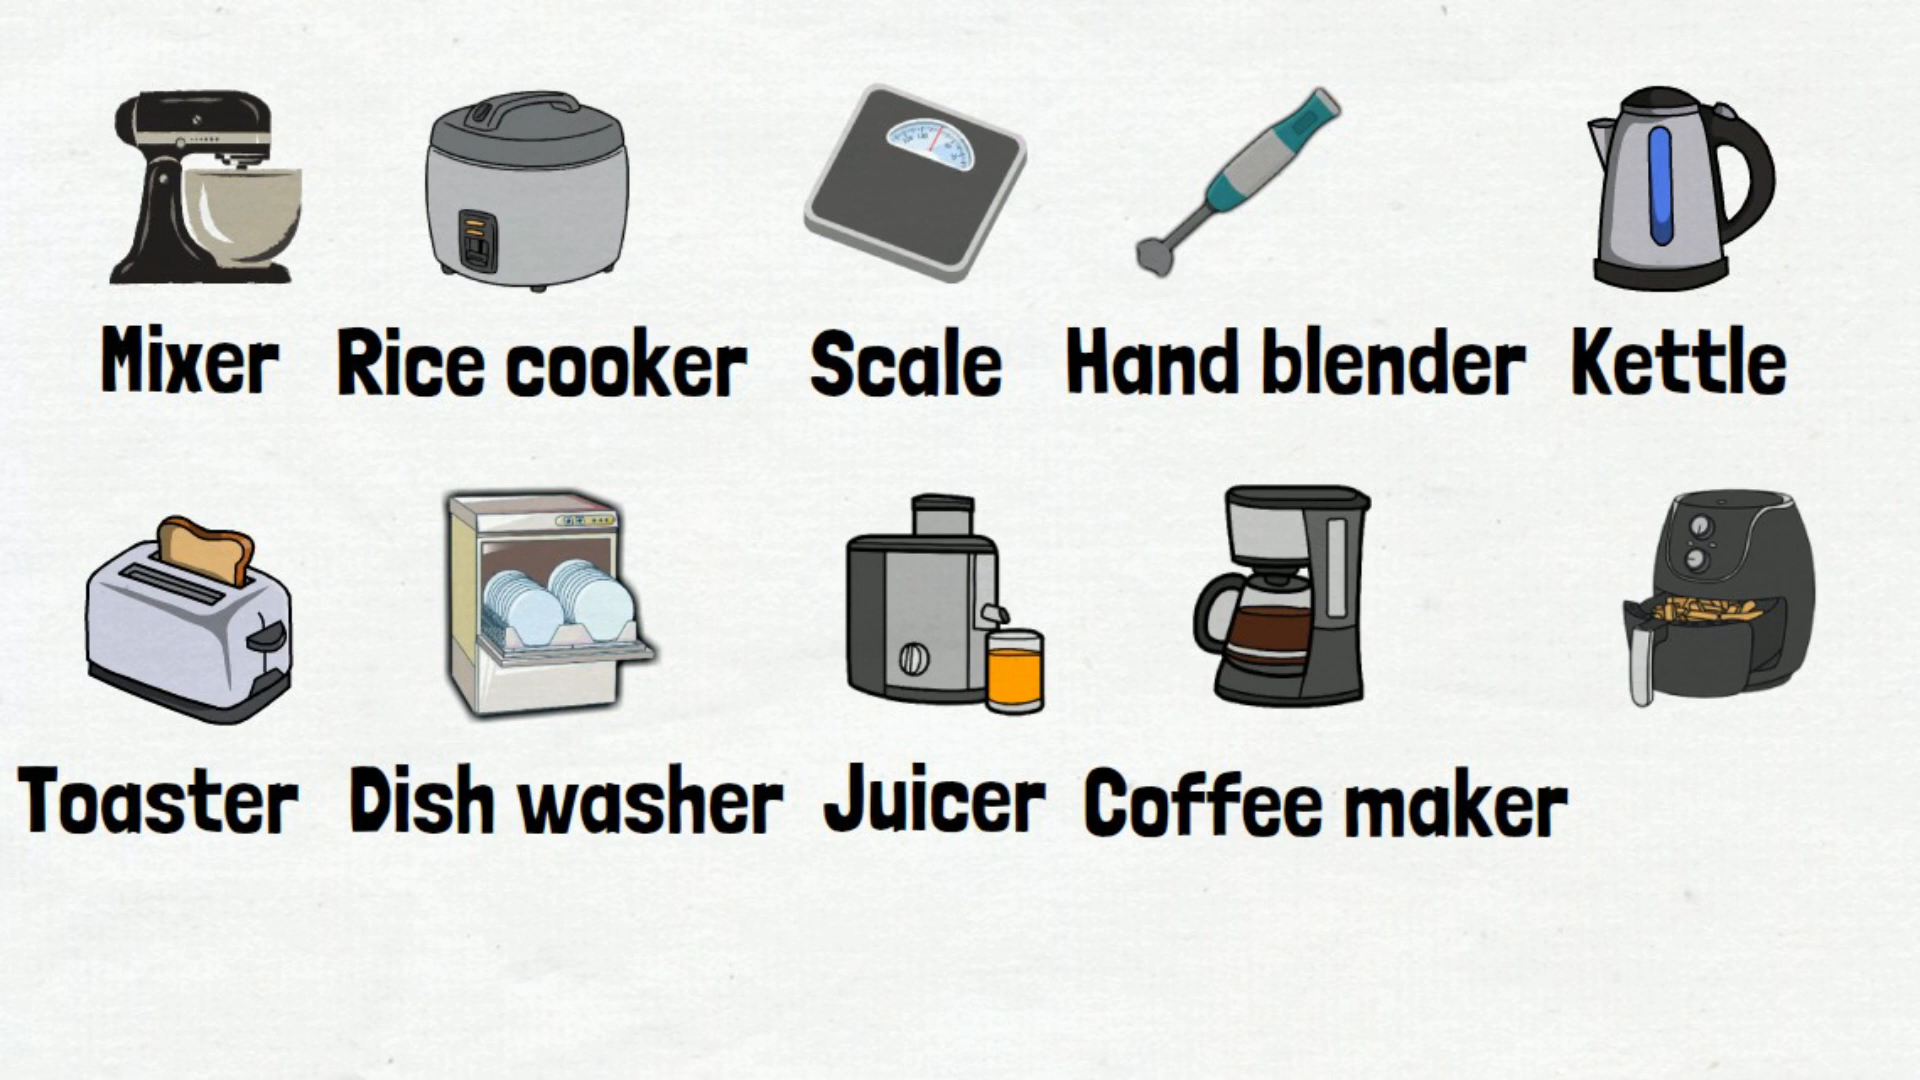 Mixer Rice cooker Scale Hand blender Kettle
Toaster Dish washer Juicer Coffee maker